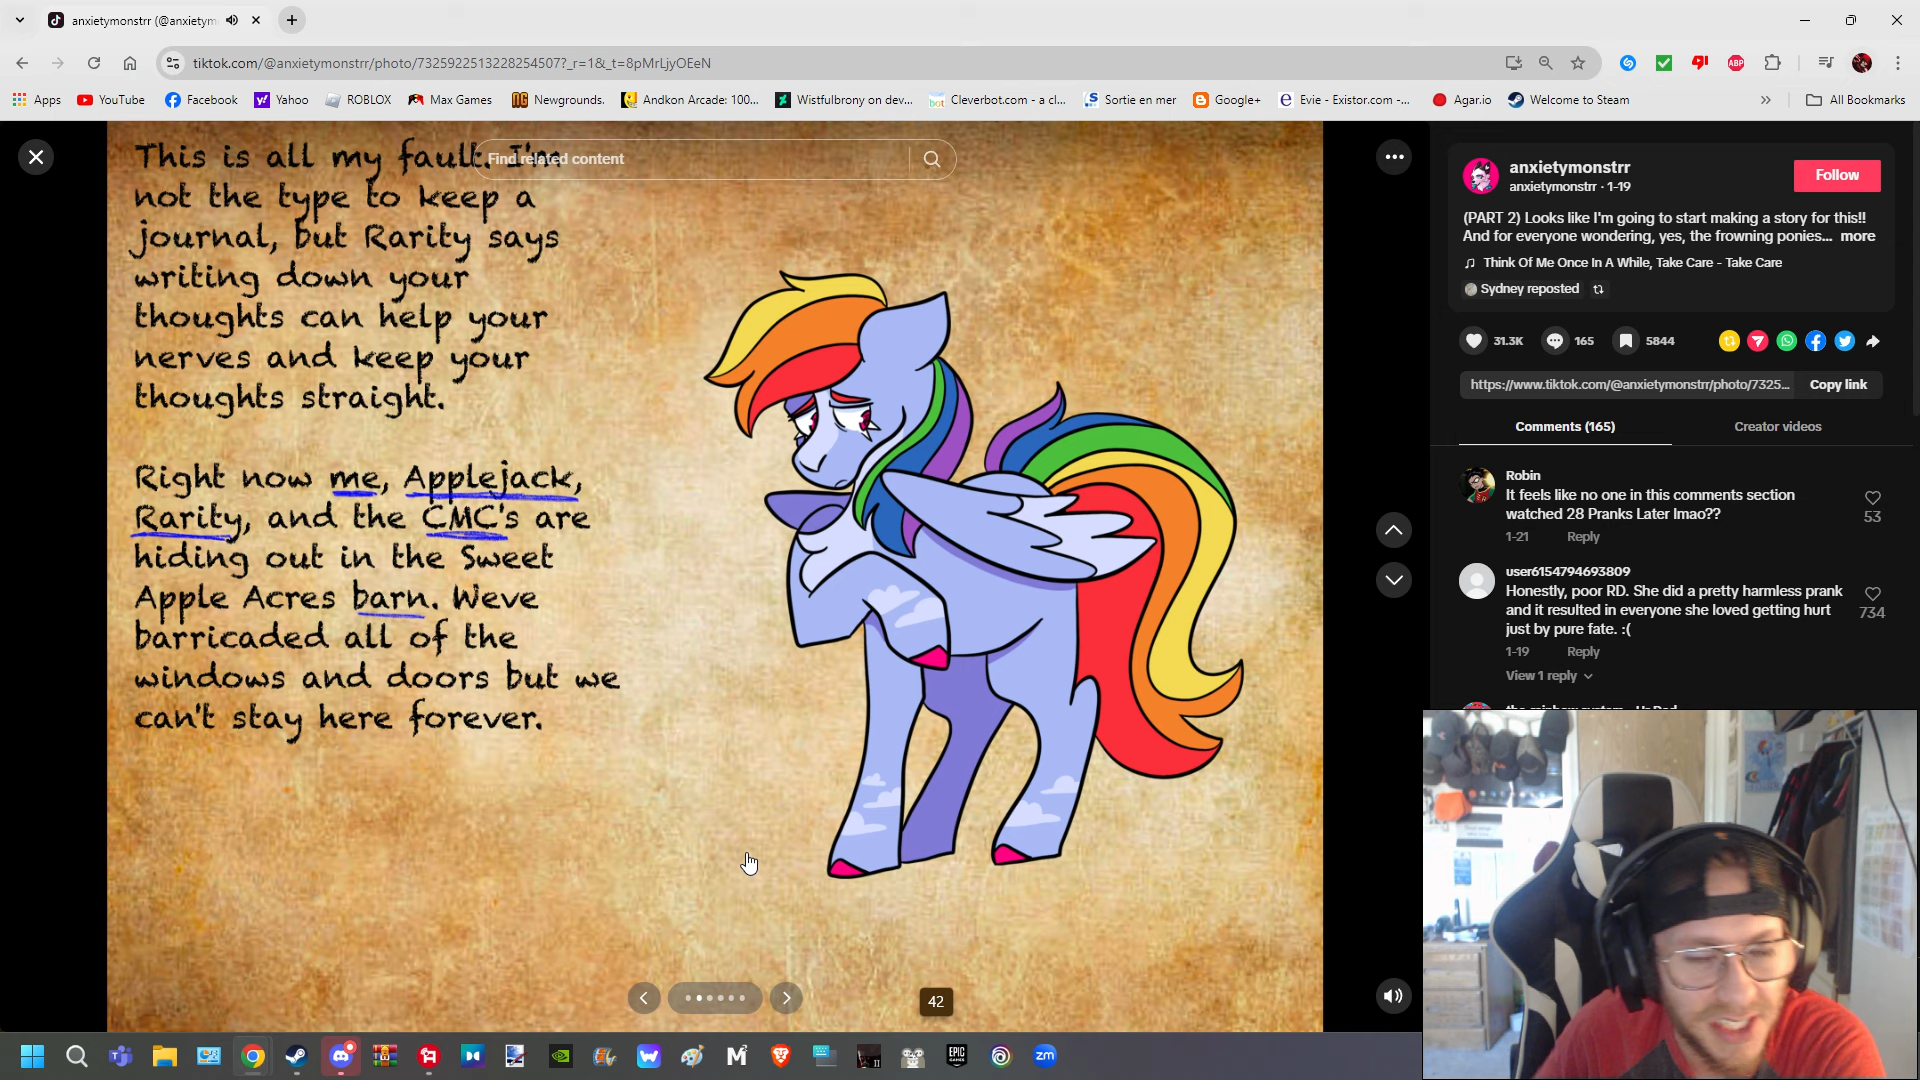 anxietymonstrr (@anxietym
tiktok.com/@anxietymonstrr/photo/7325922513228254507?_r=1&_t=8pMrLjyOEeN
Apps
YouTube
Facebook
Yahoo
ROBLOX
Max Games
Newgrounds.
Andkon Arcade: 100...
Wistfulbrony on dev...
Cleverbot.com - a cl...
Sortie en mer
Google+
Evie - Existor.com -...
Agar.io
Welcome to Steam
All Bookmarks
Find related content
This is all my fault. I'm
not the type to keep a
journal, but Rarity says
writing down your
thoughts can help your
nerves and keep your
thoughts straight.
Right now me, Applejack,
Rarity, and the CMC's are
hiding out in the Sweet
Apple Acres barn. Weve
barricaded all of the
windows and doors but we
can't stay here forever.
42
anxietymonstrr
anxietymonstrr · 1-19
Follow
(PART 2) Looks like I'm going to start making a story for this!!
And for everyone wondering, yes, the frowning ponies... more
Think Of Me Once In A While, Take Care - Take Care
Sydney reposted
31.3K
165
5844
https://www.tiktok.com/@anxietymonstrr/photo/7325...
Copy link
Comments (165)
Creator videos
Robin
It feels like no one in this comments section
watched 28 Pranks Later lmao??
53
1-21
Reply
user6154794693809
Honestly, poor RD. She did a pretty harmless prank
and it resulted in everyone she loved getting hurt
just by pure fate. :(
734
1-19
Reply
View 1 reply
ABP
EPIC
GAMES
zm